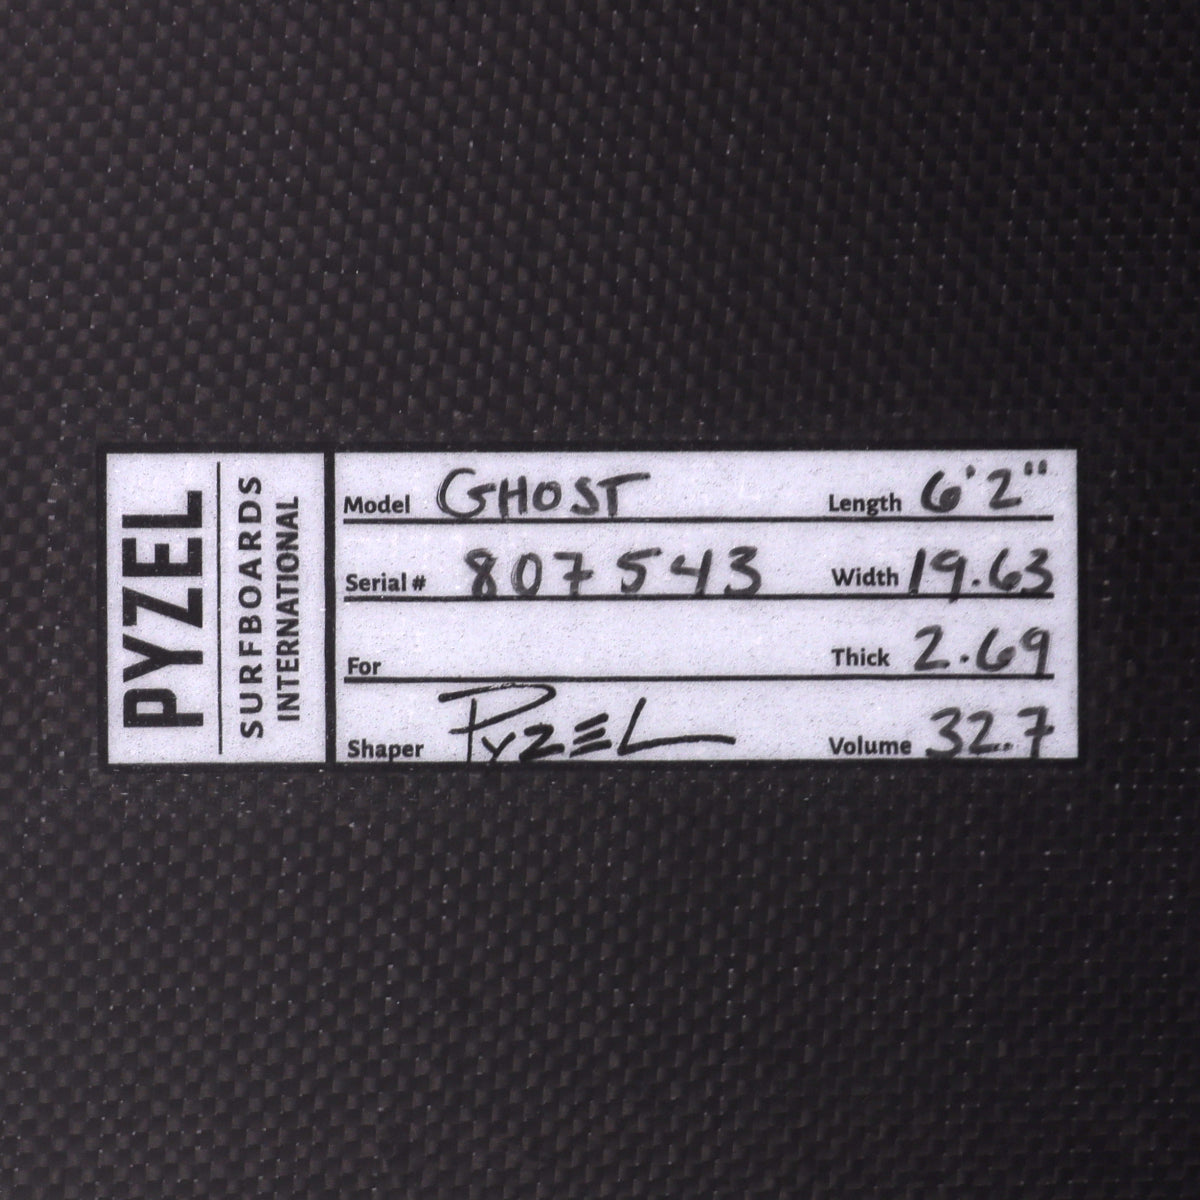 PYZEL
SURFBOARDS
INTERNATIONAL
Model GHOST Length 6'2"
Serial # 807543 Width 19.63
For Thick 2.69
Shaper PYZEL Volume 32.7